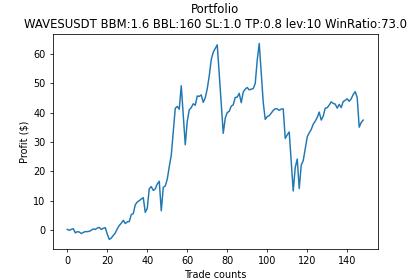 Portfolio
WAVESUSDT BBM:1.6 BBL:160 SL:1.0 TP:0.8 lev:10 WinRatio:73.0
60
50
40
30
20
10
0
Profit ($)
0 20 40 60 80 100 120 140
Trade counts